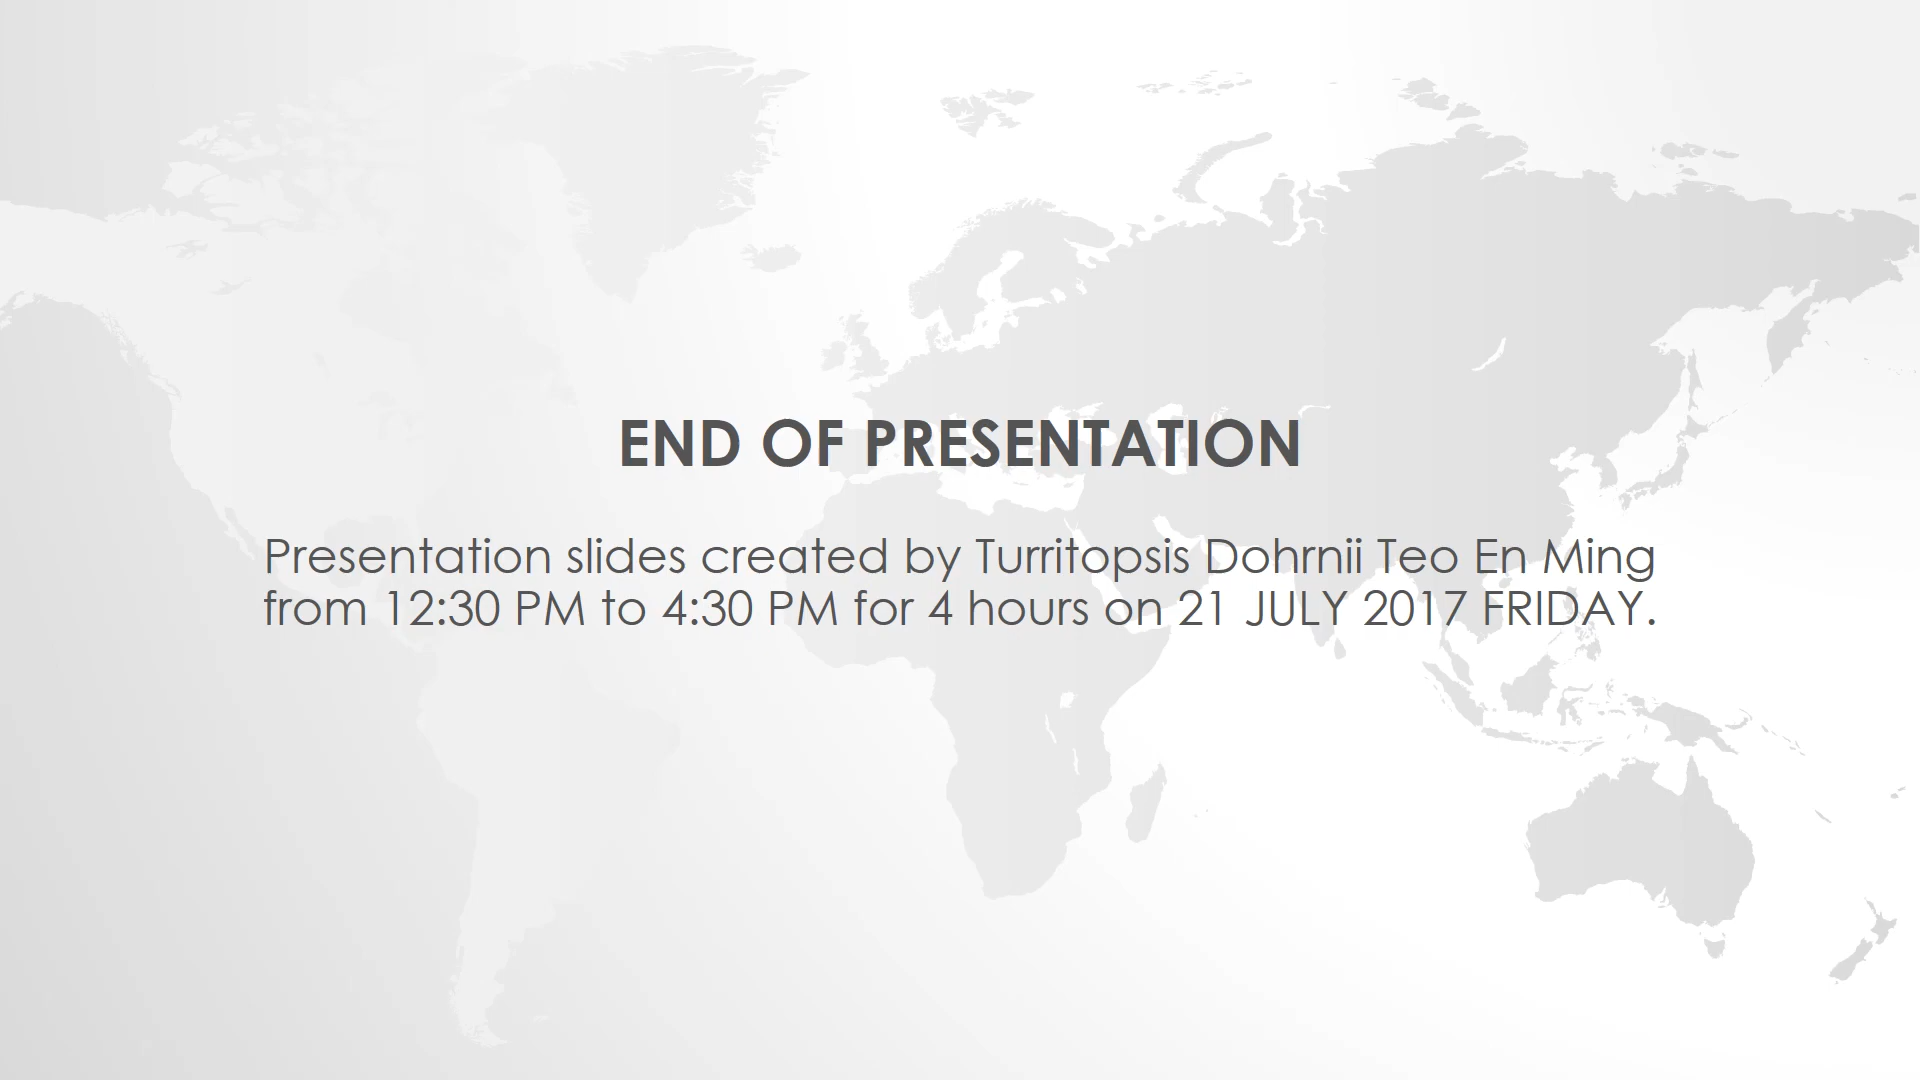 END OF PRESENTATION
Presentation slides created by Turritopsis Dohrnii Teo En Ming
from 12:30 PM to 4:30 PM for 4 hours on 21 JULY 2017 FRIDAY.